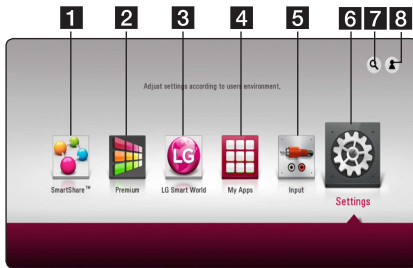 1 2 3 4 5 6 7 8
Adjust settings according to users environment.
LG
SmartShare™ Premium LG Smart World My Apps Input Settings